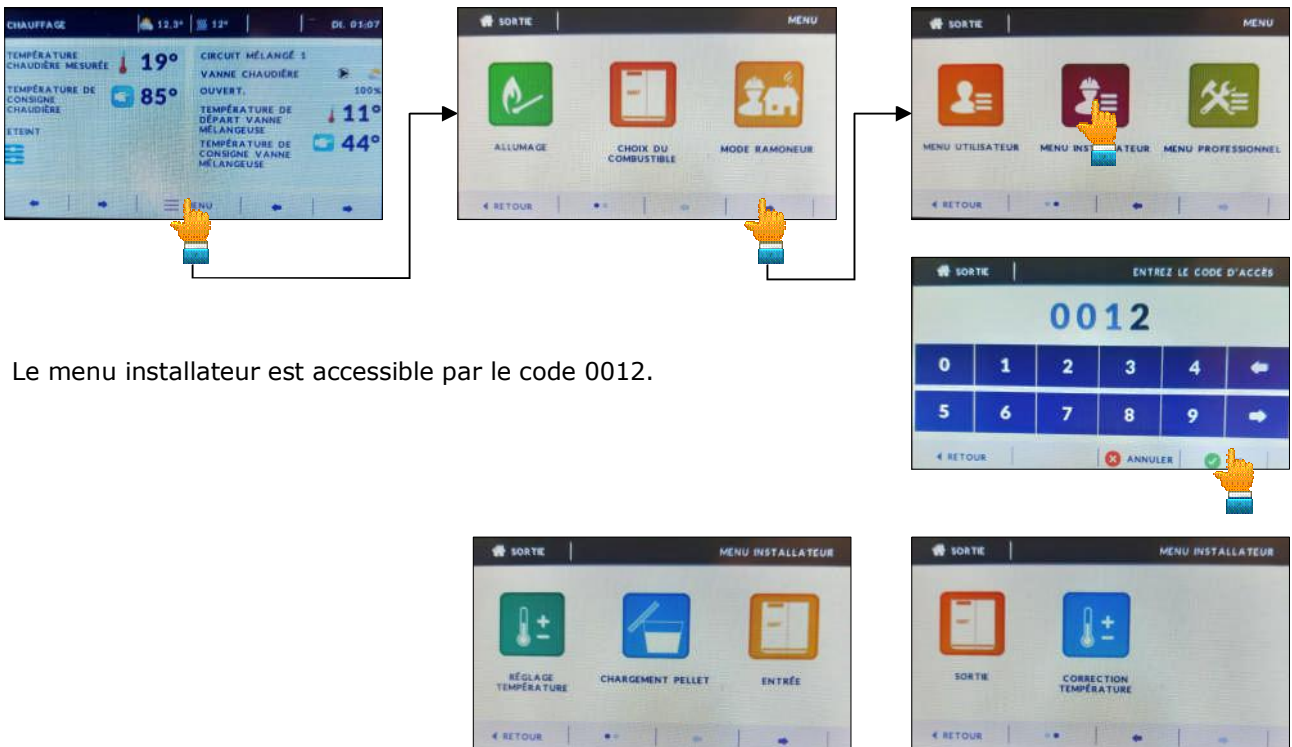 CHAUFFAGE 12.3° 12° DI. 01:07
TEMPÉRATURE
CHAUDIÈRE MESURÉE 19°
TEMPÉRATURE DE
CONSIGNE
CHAUDIÈRE 85°
ETEINT
CIRCUIT MÉLANGÉ 1
VANNE CHAUDIÈRE
OUVERT. 100%
TEMPÉRATURE DE
DÉPART VANNE
MÉLANGEUSE 11°
TEMPÉRATURE DE
CONSIGNE VANNE
MÉLANGEUSE 44°
SORTIE MENU
ALLUMAGE
CHOIX DU
COMBUSTIBLE
MODE RAMONEUR
RETOUR
SORTIE MENU
MENU UTILISATEUR
MENU PROFESSIONNEL
RETOUR
SORTIE ENTREZ LE CODE D'ACCÈS
0012
0 1 2 3 4
5 6 7 8 9
RETOUR ANNULER
Le menu installateur est accessible par le code 0012.
SORTIE MENU INSTALLATEUR
RÉGLAGE
TEMPÉRATURE
CHARGEMENT PELLET
ENTRÉE
RETOUR
SORTIE MENU INSTALLATEUR
SORTIE
CORRECTION
TEMPÉRATURE
RETOUR